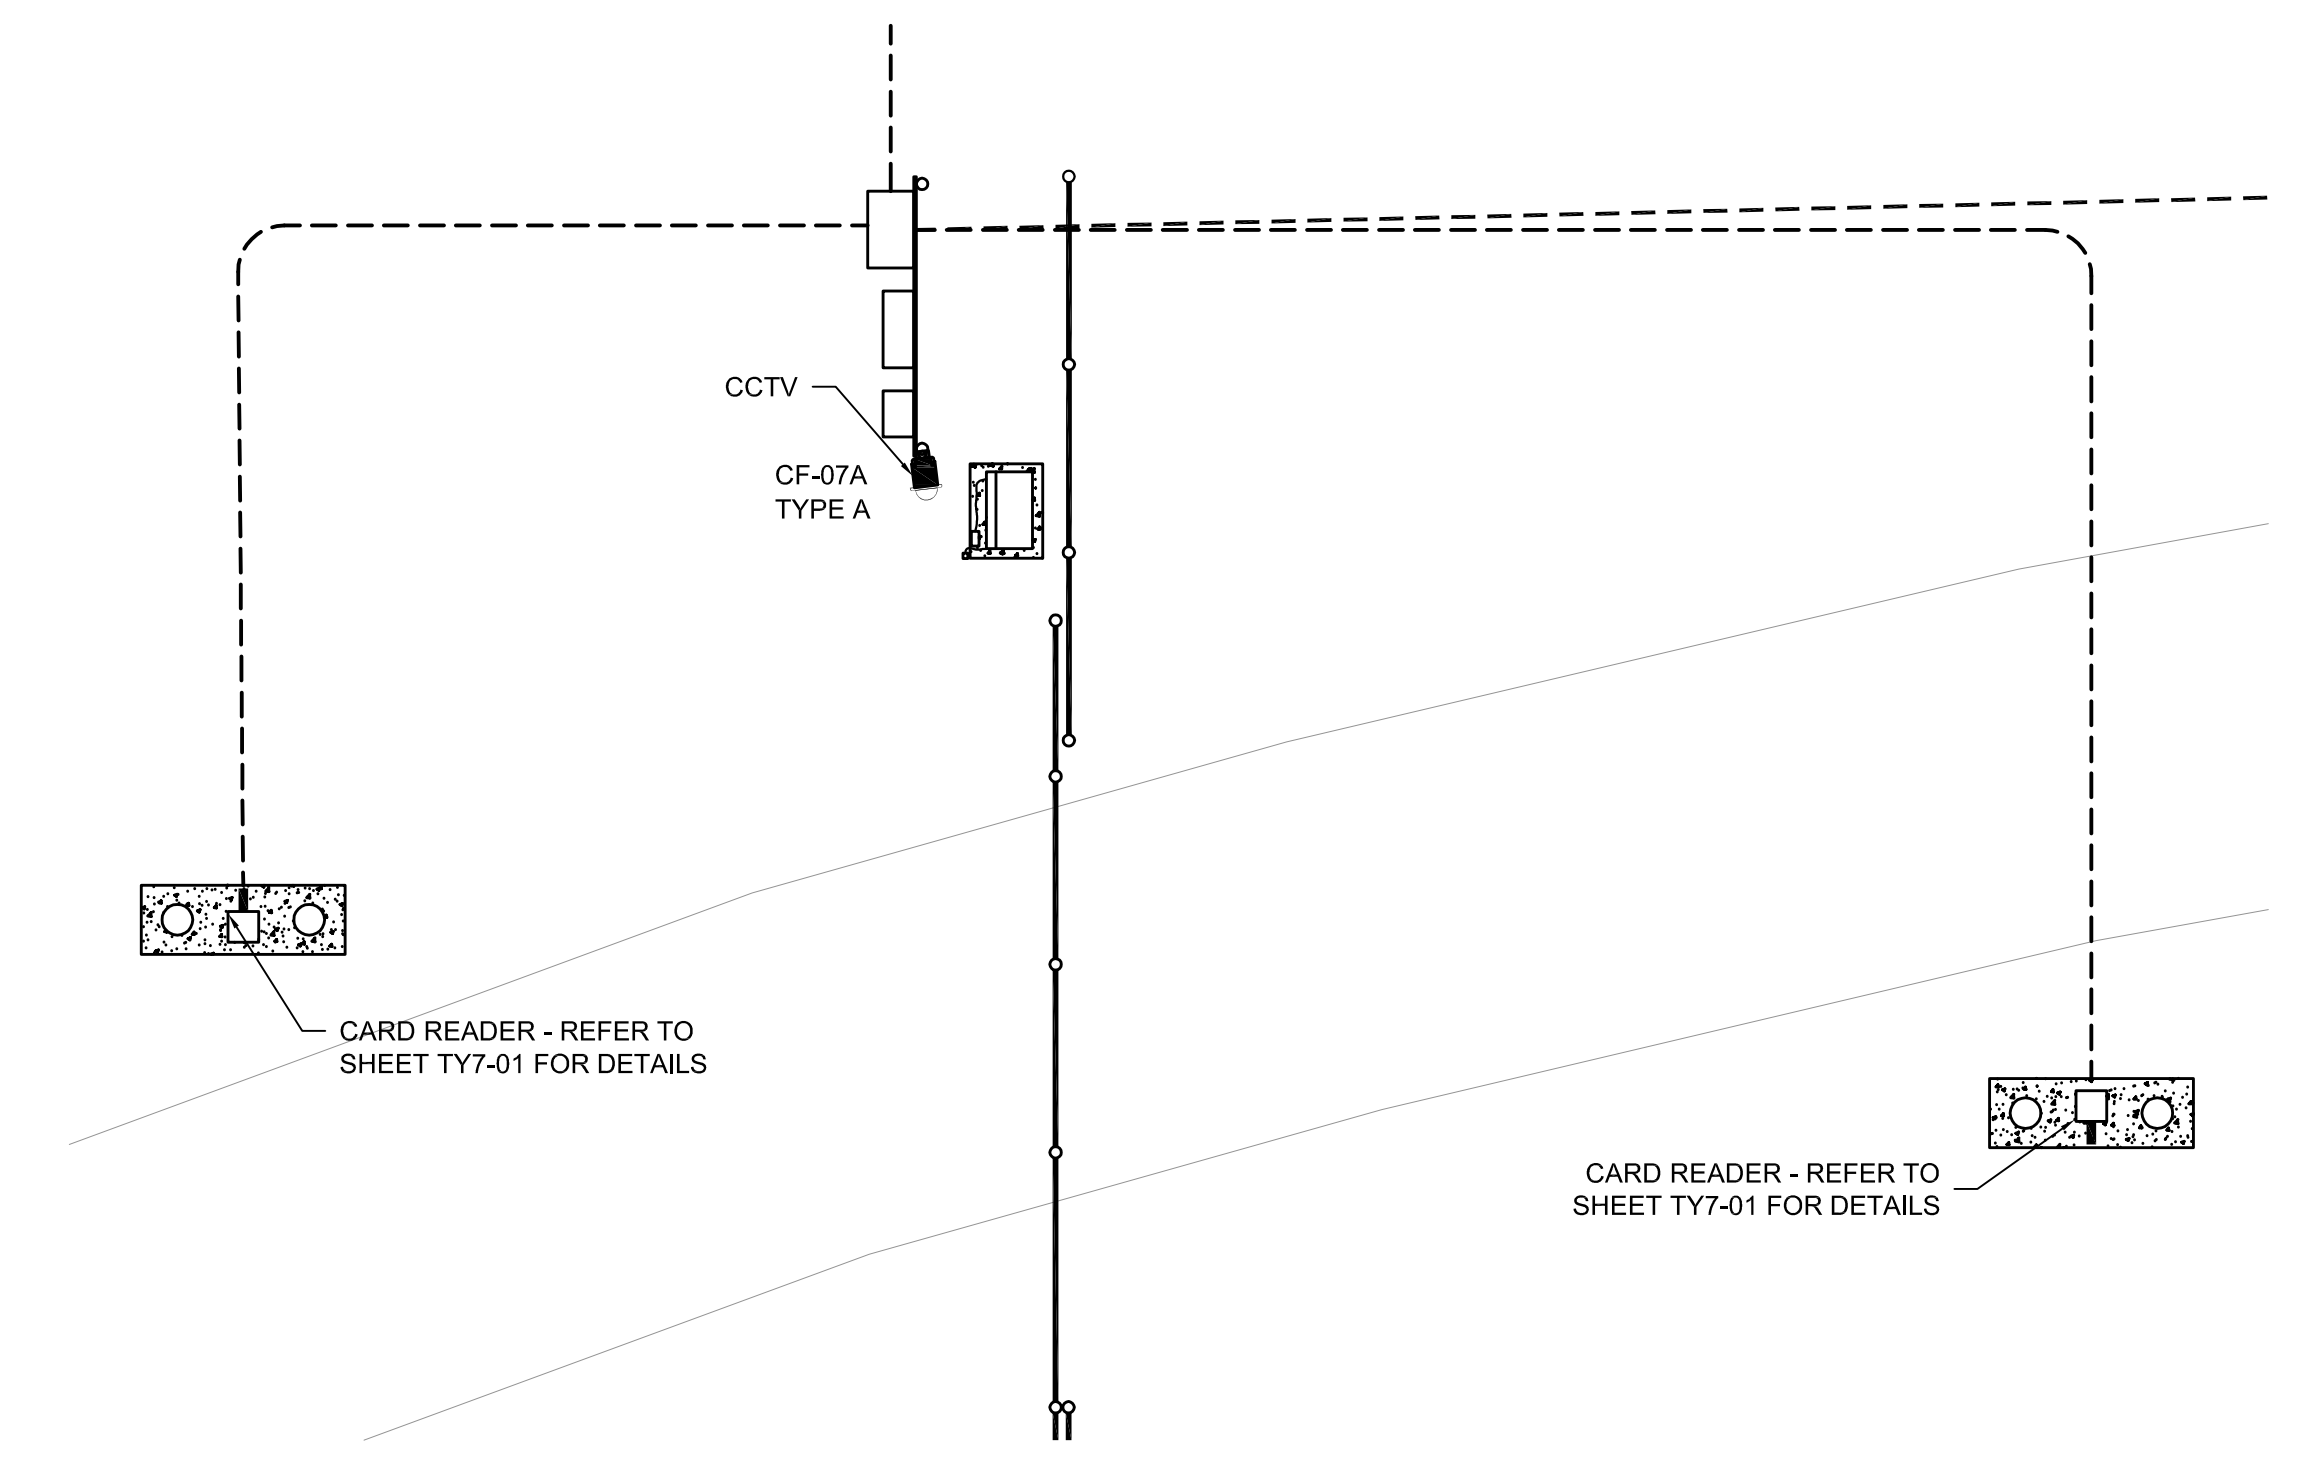 CCTV
CF-07A
TYPE A
CARD READER - REFER TO
SHEET TY7-01 FOR DETAILS
CARD READER - REFER TO
SHEET TY7-01 FOR DETAILS